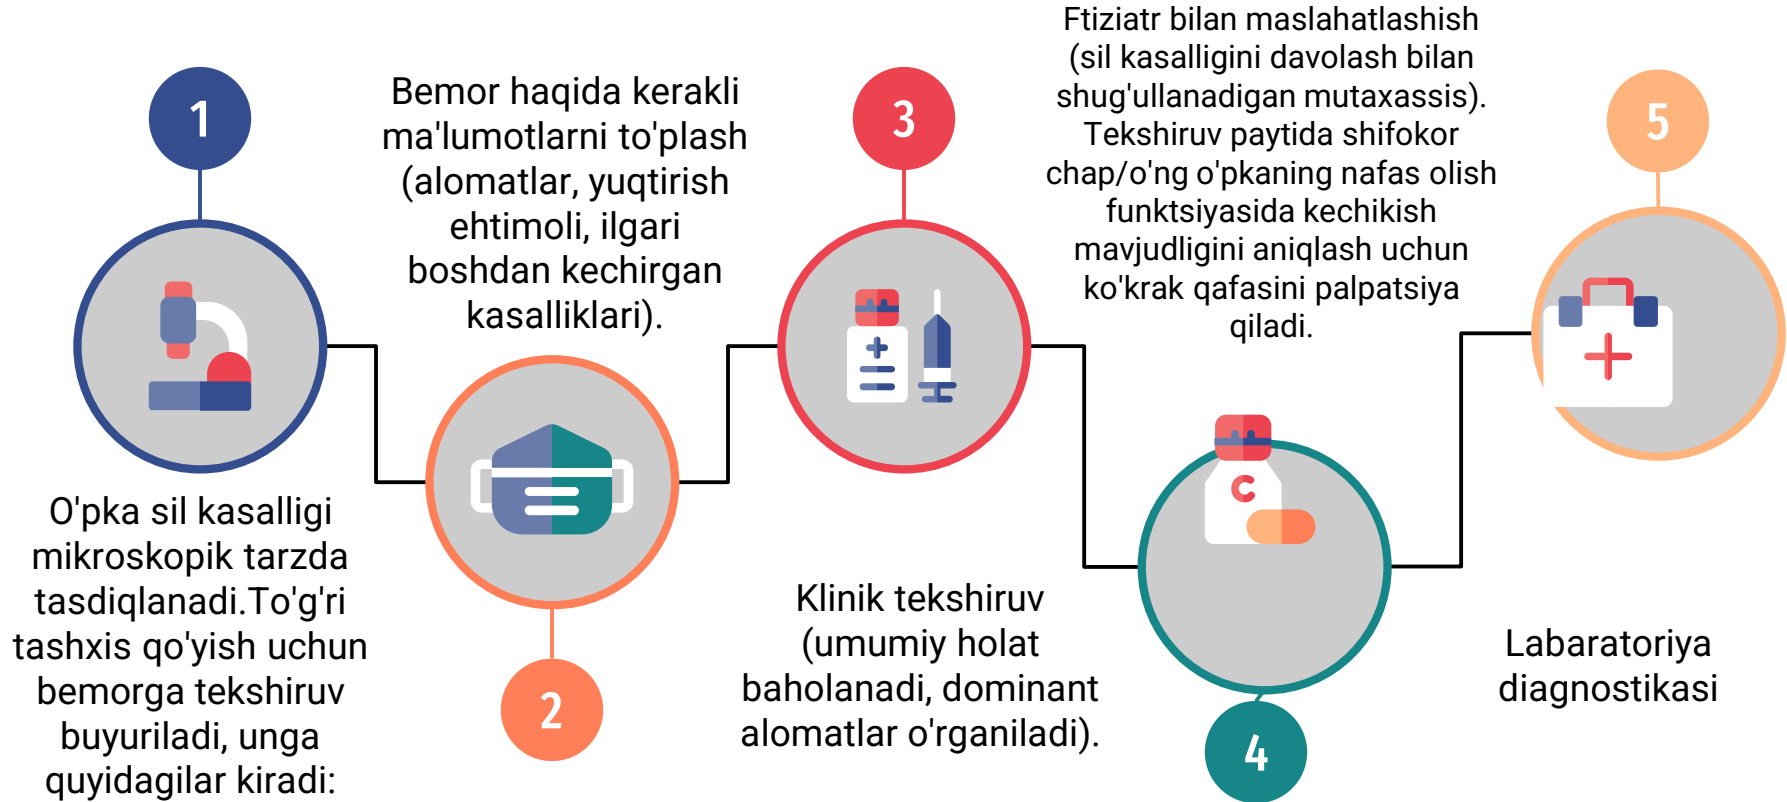 1
O'pka sil kasalligi
mikroskopik tarzda
tasdiqlanadi.To'g'ri
tashxis qo'yish uchun
bemorga tekshiruv
buyuriladi, unga
quyidagilar kiradi:
Bemor haqida kerakli
ma'lumotlarni to'plash
(alomatlar, yuqtirish
ehtimoli, ilgari
boshdan kechirgan
kasalliklari).
2
3
Klinik tekshiruv
(umumiy holat
baholanadi, dominant
alomatlar o'rganiladi).
Ftiziatr bilan maslahatlashish
(sil kasalligini davolash bilan
shug'ullanadigan mutaxassis).
Tekshiruv paytida shifokor
chap/o'ng o'pkaning nafas olish
funktsiyasida kechikish
mavjudligini aniqlash uchun
ko'krak qafasini palpatsiya
qiladi.
C
4
5
Labaratoriya
diagnostikasi